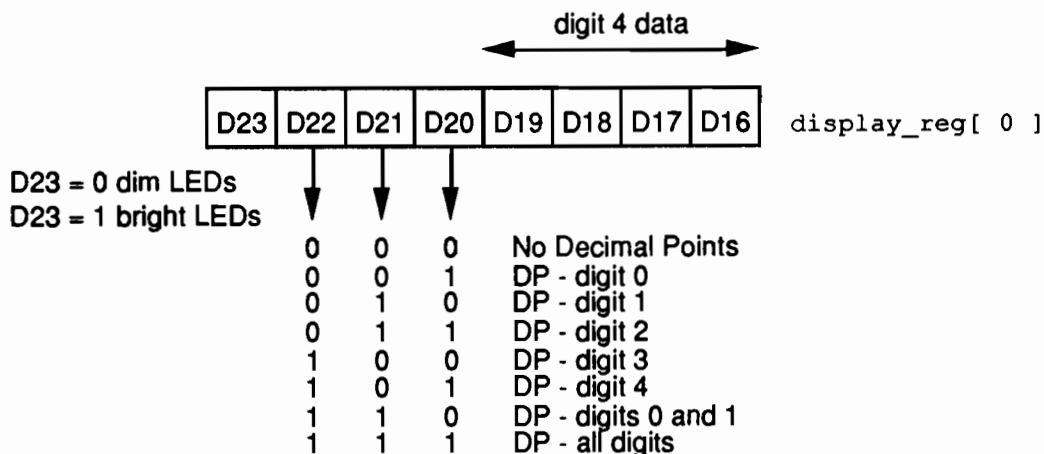 digit 4 data
D23 D22 D21 D20 D19 D18 D17 D16 display_reg[ 0 ]
D23 = 0 dim LEDs
D23 = 1 bright LEDs
0 0 0 No Decimal Points
0 0 1 DP - digit 0
0 1 0 DP - digit 1
0 1 1 DP - digit 2
1 0 0 DP - digit 3
1 0 1 DP - digit 4
1 1 0 DP - digits 0 and 1
1 1 1 DP - all digits